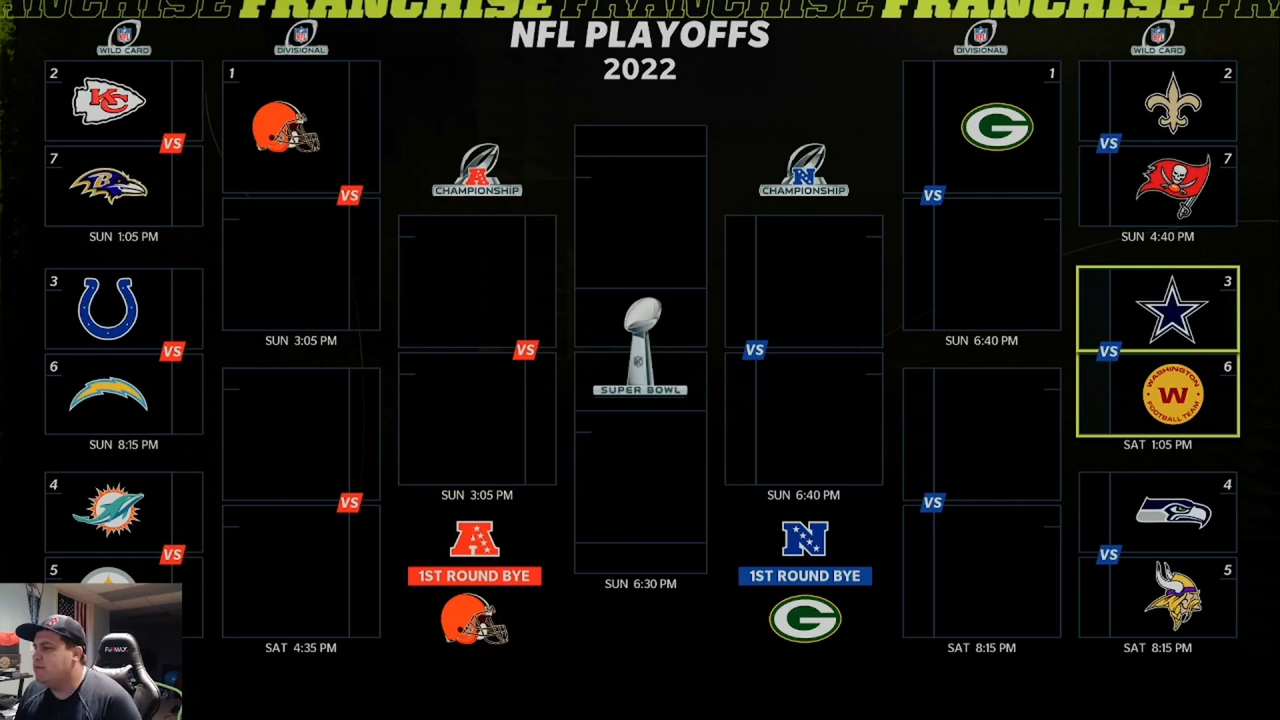 FRANCHISE FRANCHISE FRANCHISE FRANCHISE
NFL PLAYOFFS
2022
WILD CARD
DIVISIONAL
DIVISIONAL
WILD CARD
2
KC
VS
7
B
SUN 1:05 PM
3
VS
6
SUN 8:15 PM
4
VS
5
1
VS
SUN 3:05 PM
VS
SAT 4:35 PM
A
CHAMPIONSHIP
VS
SUN 3:05 PM
A
1ST ROUND BYE
NFL
SUPER BOWL
SUN 6:30 PM
N
CHAMPIONSHIP
VS
SUN 6:40 PM
N
1ST ROUND BYE
G
1
G
VS
SUN 6:40 PM
VS
SAT 8:15 PM
2
VS
7
SUN 4:40 PM
3
VS
6
WASHINGTON
W
FOOTBALL TEAM
SAT 1:05 PM
4
VS
5
SAT 8:15 PM